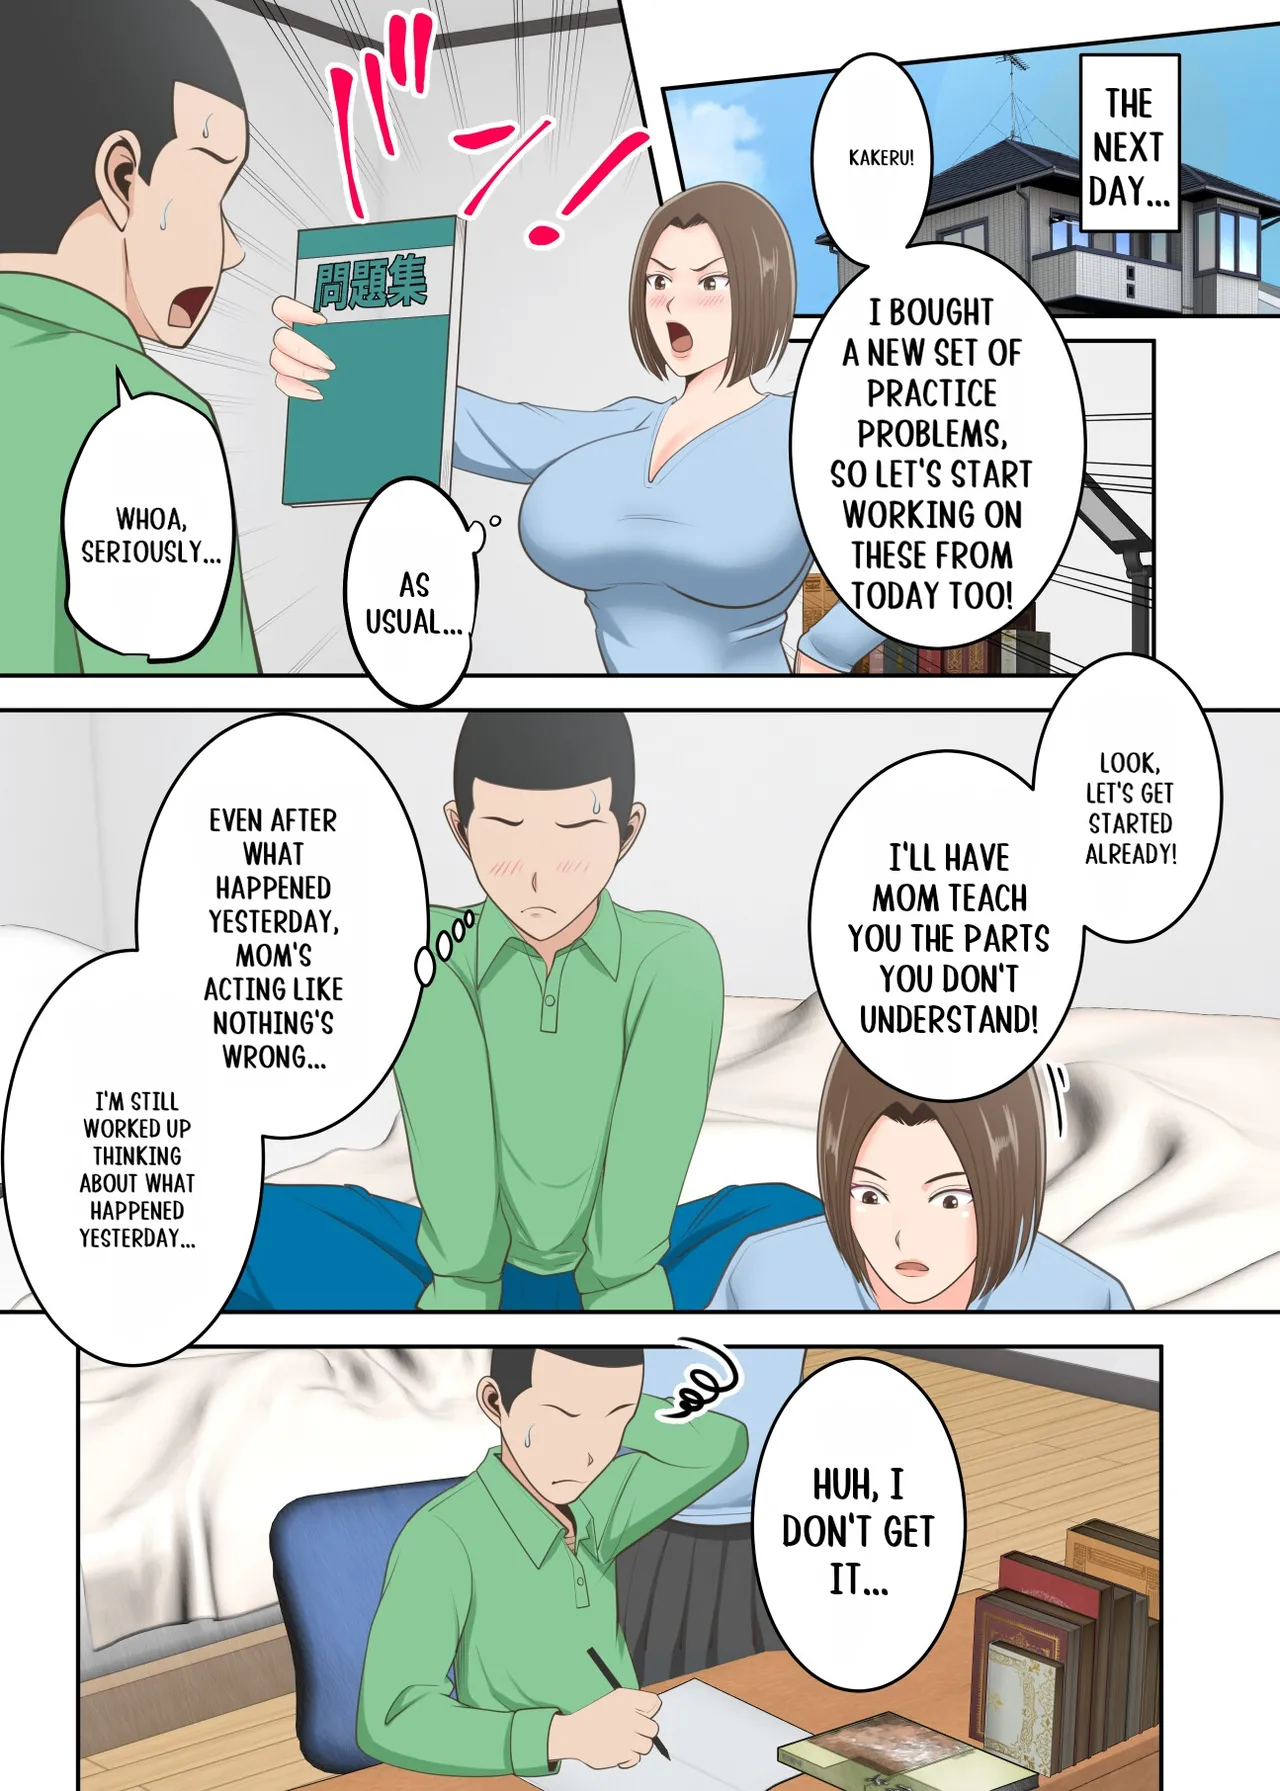 THE
NEXT
DAY...
KAKERU!
I BOUGHT
A NEW SET OF
PRACTICE
PROBLEMS,
SO LET'S START
WORKING ON
THESE FROM
TODAY TOO!
バン!
問題集
AS
USUAL...
WHOA,
SERIOUSLY...
LOOK,
LET'S GET
STARTED
ALREADY!
I'LL HAVE
MOM TEACH
YOU THE PARTS
YOU DON'T
UNDERSTAND!
EVEN AFTER
WHAT
HAPPENED
YESTERDAY,
MOM'S
ACTING LIKE
NOTHING'S
WRONG...
I'M STILL
WORKED UP
THINKING
ABOUT WHAT
HAPPENED
YESTERDAY...
HUH, I
DON'T GET
IT...